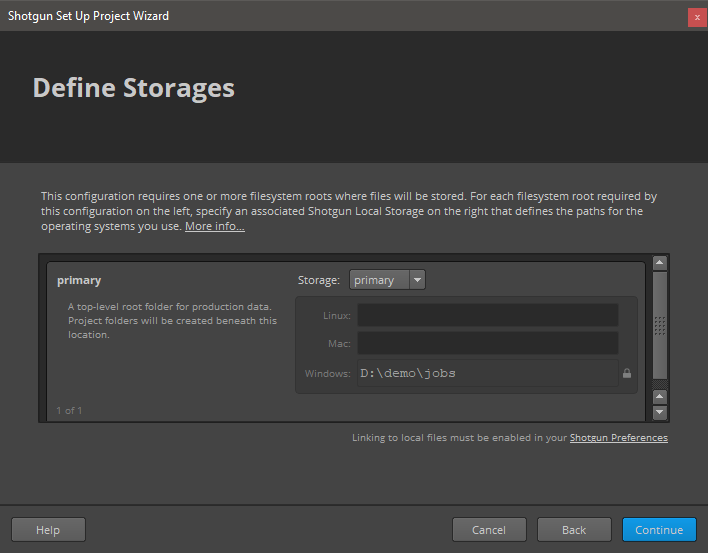 Shotgun Set Up Project Wizard
x
Define Storages
This configuration requires one or more filesystem roots where files will be stored. For each filesystem root required by
this configuration on the left, specify an associated Shotgun Local Storage on the right that defines the paths for the
operating systems you use. More info...
primary
Storage: primary
A top-level root folder for production data.
Project folders will be created beneath this
location.
Linux:
Mac:
Windows: D:\demo\jobs
1 of 1
Linking to local files must be enabled in your Shotgun Preferences
Help Cancel Back Continue